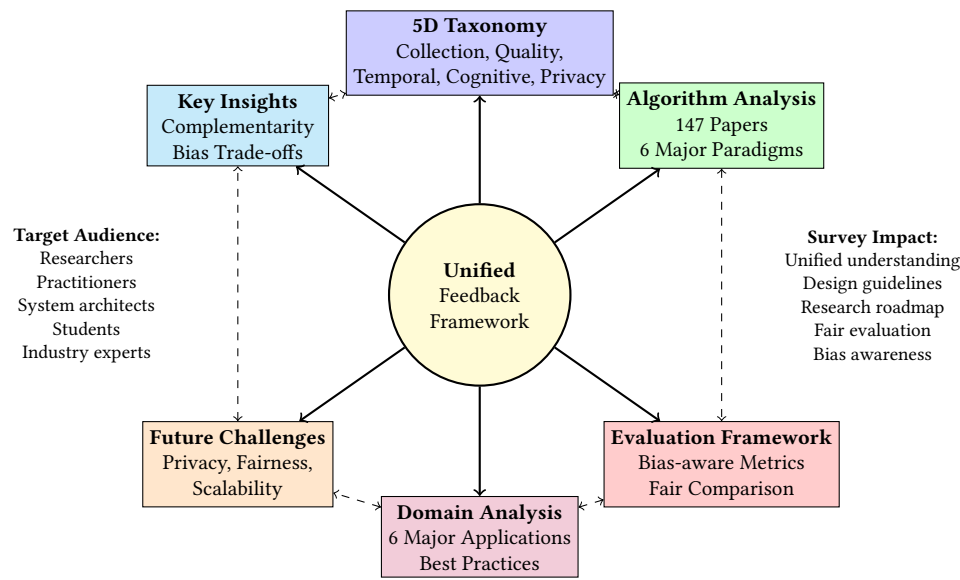 5D Taxonomy
Collection, Quality,
Temporal, Cognitive, Privacy
Key Insights
Complementarity
Bias Trade-offs
Algorithm Analysis
147 Papers
6 Major Paradigms
Target Audience:
Researchers
Practitioners
System architects
Students
Industry experts
Unified
Feedback
Framework
Survey Impact:
Unified understanding
Design guidelines
Research roadmap
Fair evaluation
Bias awareness
Future Challenges
Privacy, Fairness,
Scalability
Evaluation Framework
Bias-aware Metrics
Fair Comparison
Domain Analysis
6 Major Applications
Best Practices